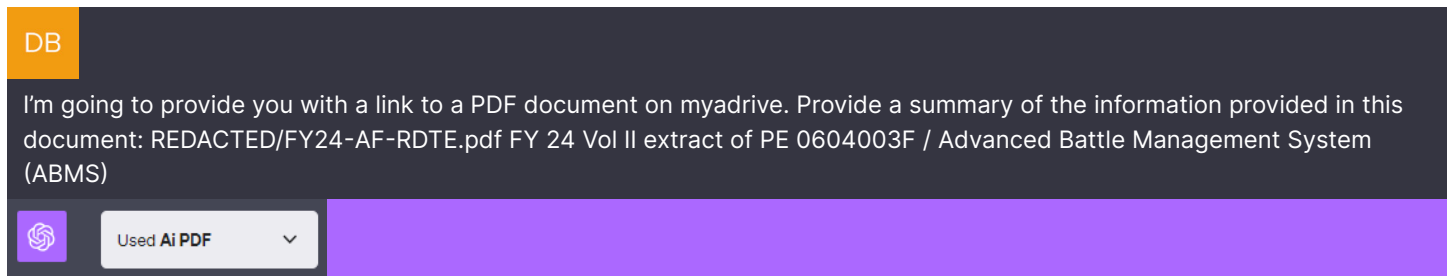 DB
I'm going to provide you with a link to a PDF document on myadrive. Provide a summary of the information provided in this
document: REDACTED/FY24-AF-RDTE.pdf FY 24 Vol II extract of PE 0604003F / Advanced Battle Management System
(ABMS)
Used Ai PDF